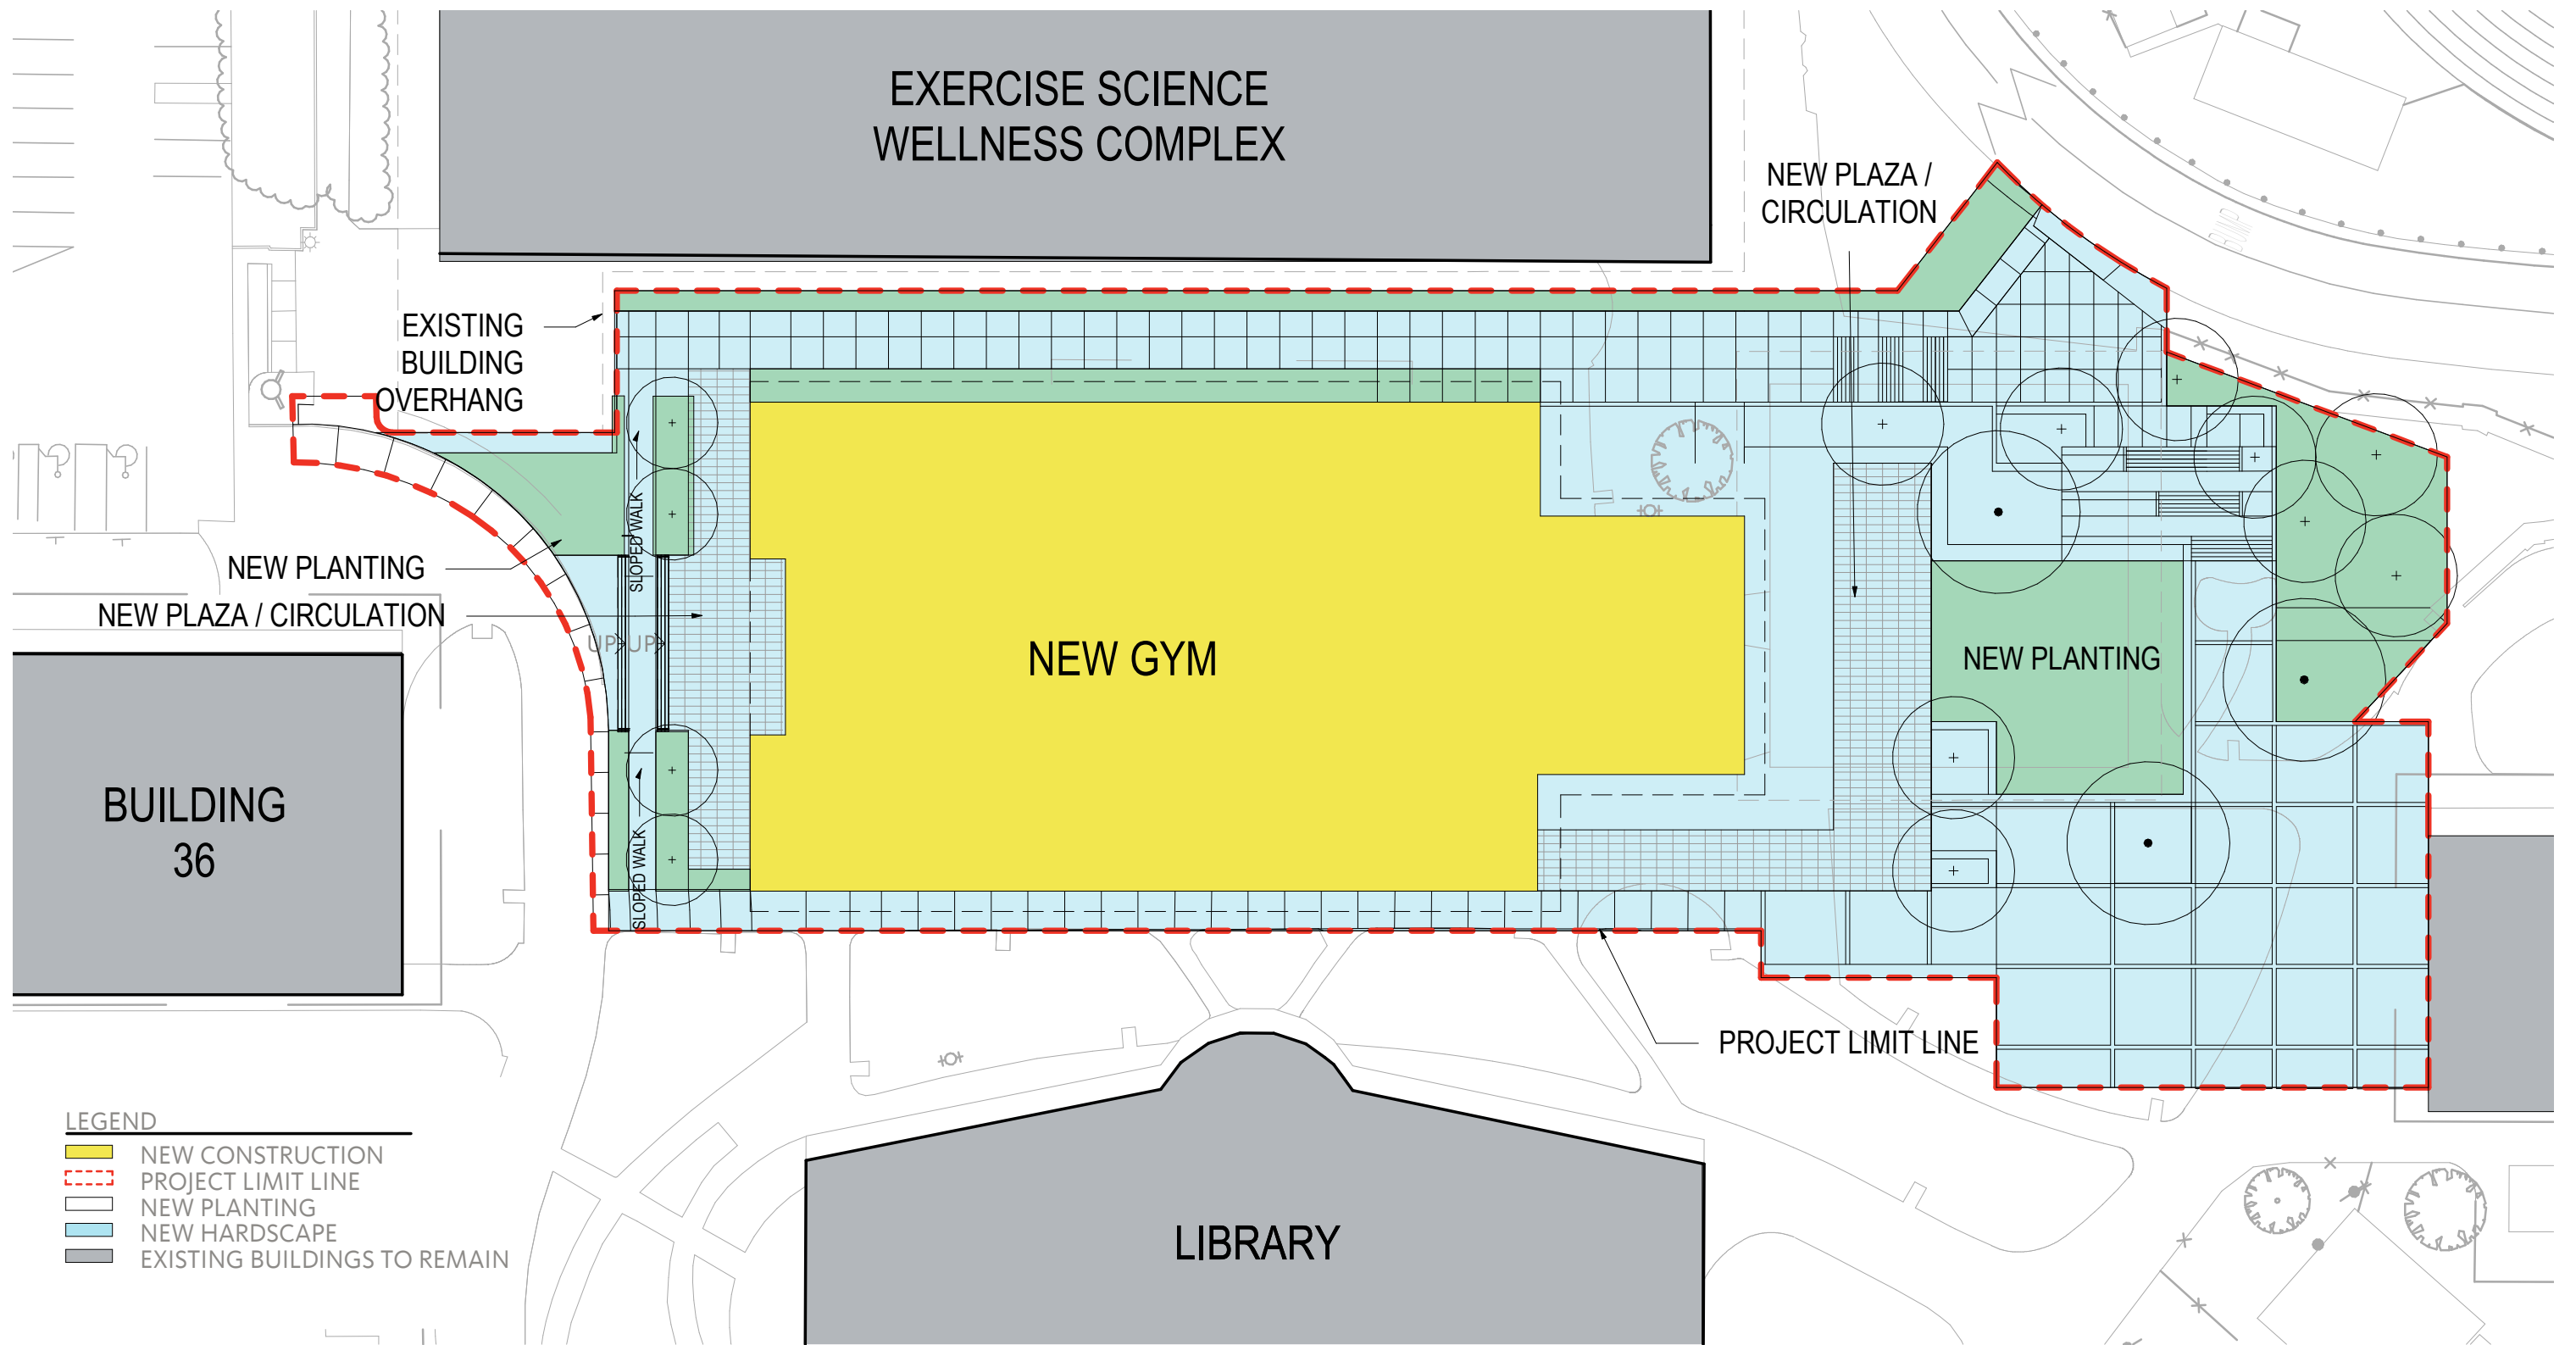 EXERCISE SCIENCE
WELLNESS COMPLEX
NEW PLAZA /
CIRCULATION
EXISTING
BUILDING
OVERHANG
SLOPED WALK
NEW PLANTING
NEW PLAZA / CIRCULATION
UP UP
NEW GYM
NEW PLANTING
BUILDING
36
SLOPED WALK
PROJECT LIMIT LINE
LIBRARY
LEGEND
NEW CONSTRUCTION
PROJECT LIMIT LINE
NEW PLANTING
NEW HARDSCAPE
EXISTING BUILDINGS TO REMAIN